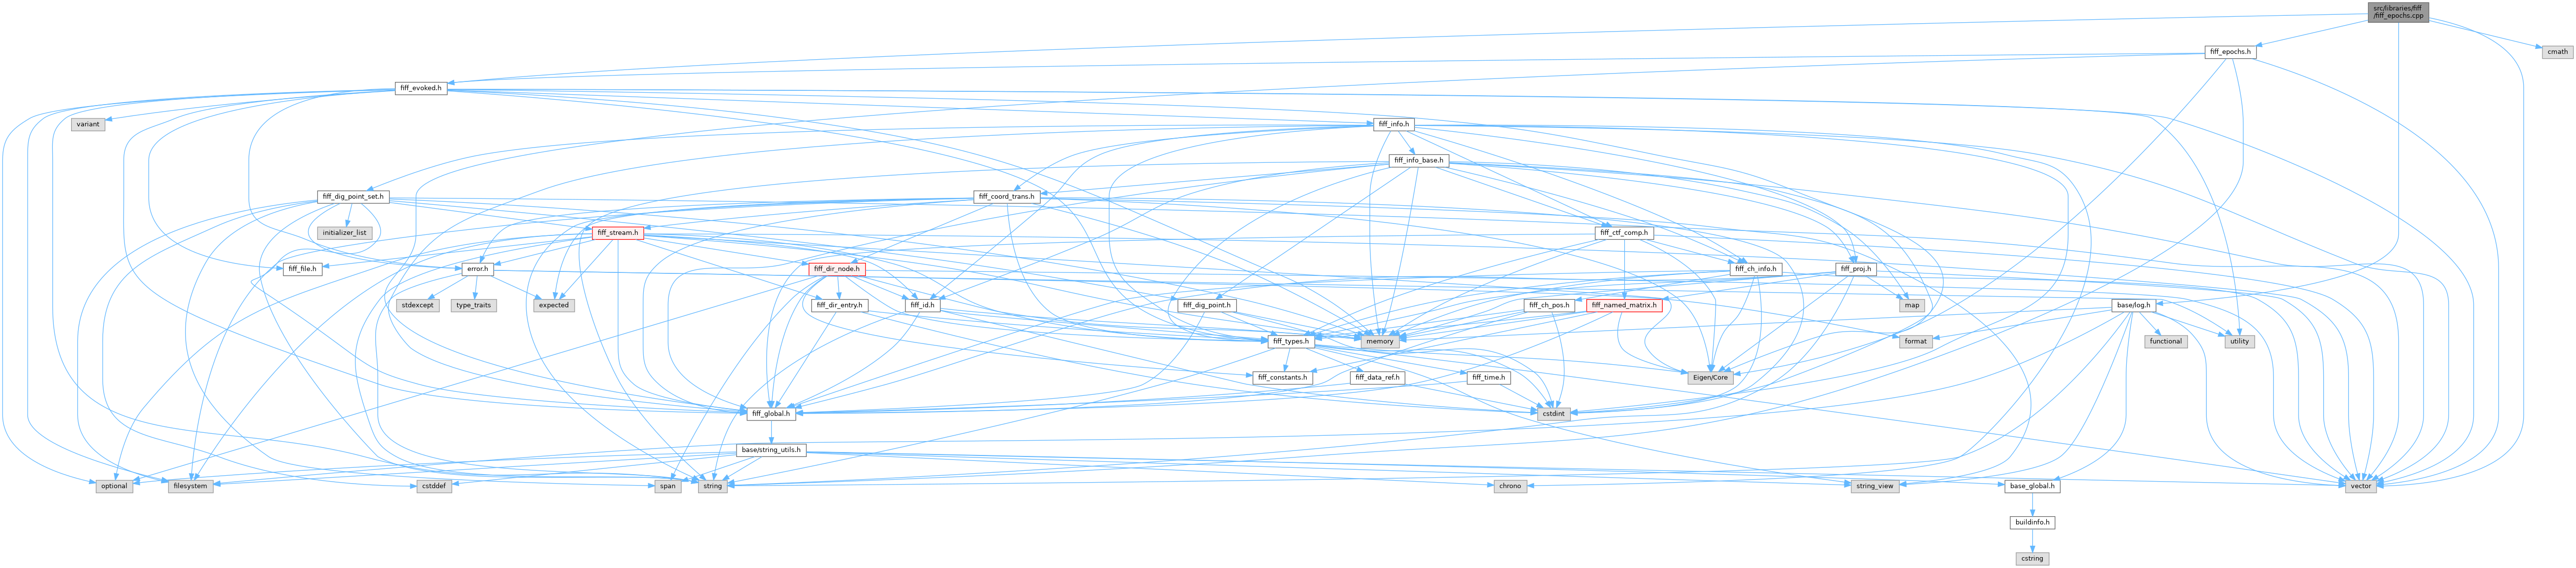 src/libraries/fiff
/fiff_epochs.cpp
fiff_epochs.h
cmath
fiff_evoked.h
variant
fiff_info.h
fiff_info_base.h
fiff_dig_point_set.h
fiff_coord_trans.h
initializer_list
fiff_stream.h
fiff_ctf_comp.h
fiff_file.h
error.h
fiff_dir_node.h
fiff_ch_info.h
fiff_proj.h
stdexcept
type_traits
expected
fiff_dir_entry.h
fiff_id.h
fiff_dig_point.h
fiff_ch_pos.h
fiff_named_matrix.h
map
base/log.h
memory
fiff_types.h
format
functional
utility
fiff_constants.h
fiff_data_ref.h
fiff_time.h
Eigen/Core
fiff_global.h
cstdint
base/string_utils.h
optional
filesystem
cstddef
span
string
chrono
string_view
base_global.h
vector
buildinfo.h
cstring